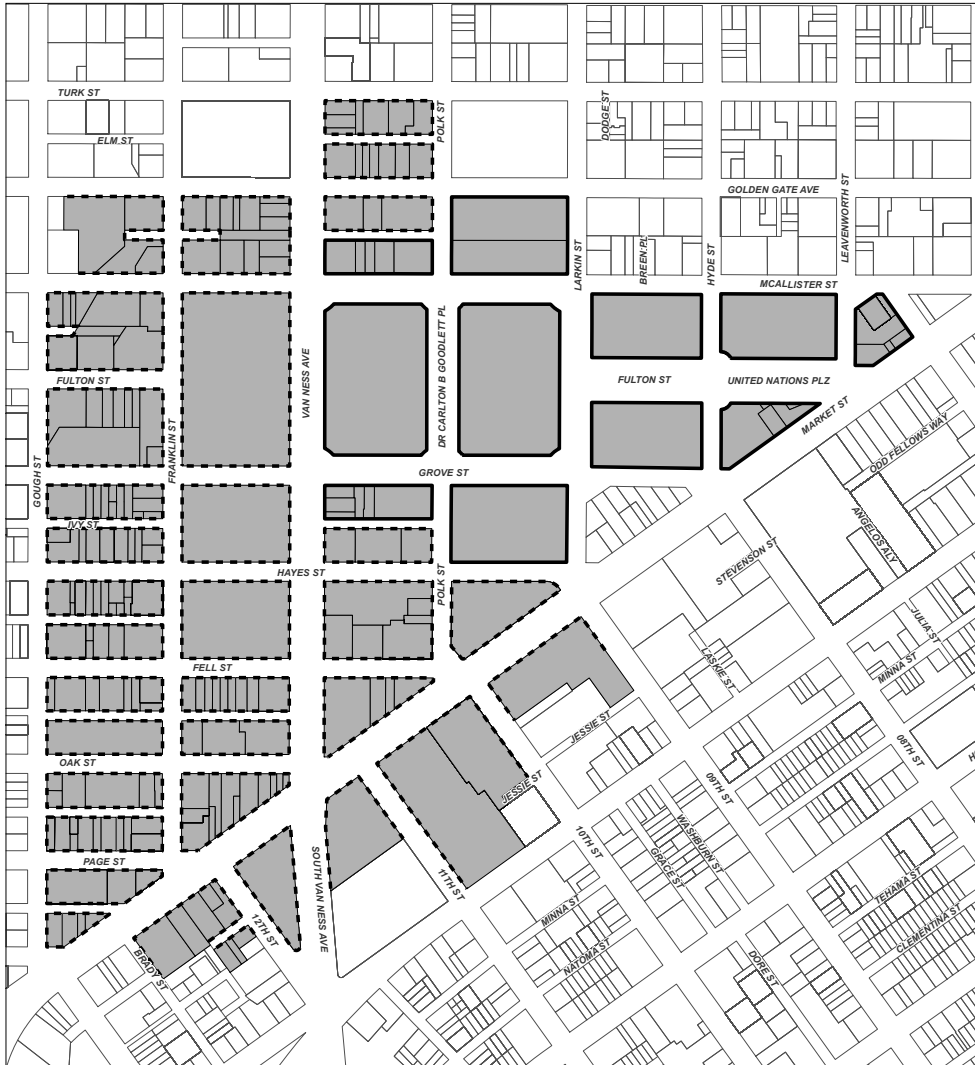 TURK ST
POLK ST
DODGE ST
ELM ST
GOLDEN GATE AVE
LEAVENWORTH ST
LARKIN ST
BREEN PL
HYDE ST
MCALLISTER ST
VAN NESS AVE
DR CARLTON B GOODLETT PL
FULTON ST
FULTON ST
UNITED NATIONS PLZ
MARKET ST
ODD FELLOWS WAY
GOUGH ST
FRANKLIN ST
GROVE ST
IVY ST
ANGELOS ALY
STEVENSON ST
HAYES ST
POLK ST
JULIA ST
MINNA ST
LASKIE ST
FELL ST
JESSIE ST
08TH ST
OAK ST
H
JESSIE ST
09TH ST
10TH ST
WASHBURN ST
GRACE ST
PAGE ST
SOUTH VAN NESS AVE
11TH ST
TEHAMA ST
MINNA ST
12TH ST
CLEMENTINA ST
NATOMA ST
BRADY ST
DORE ST